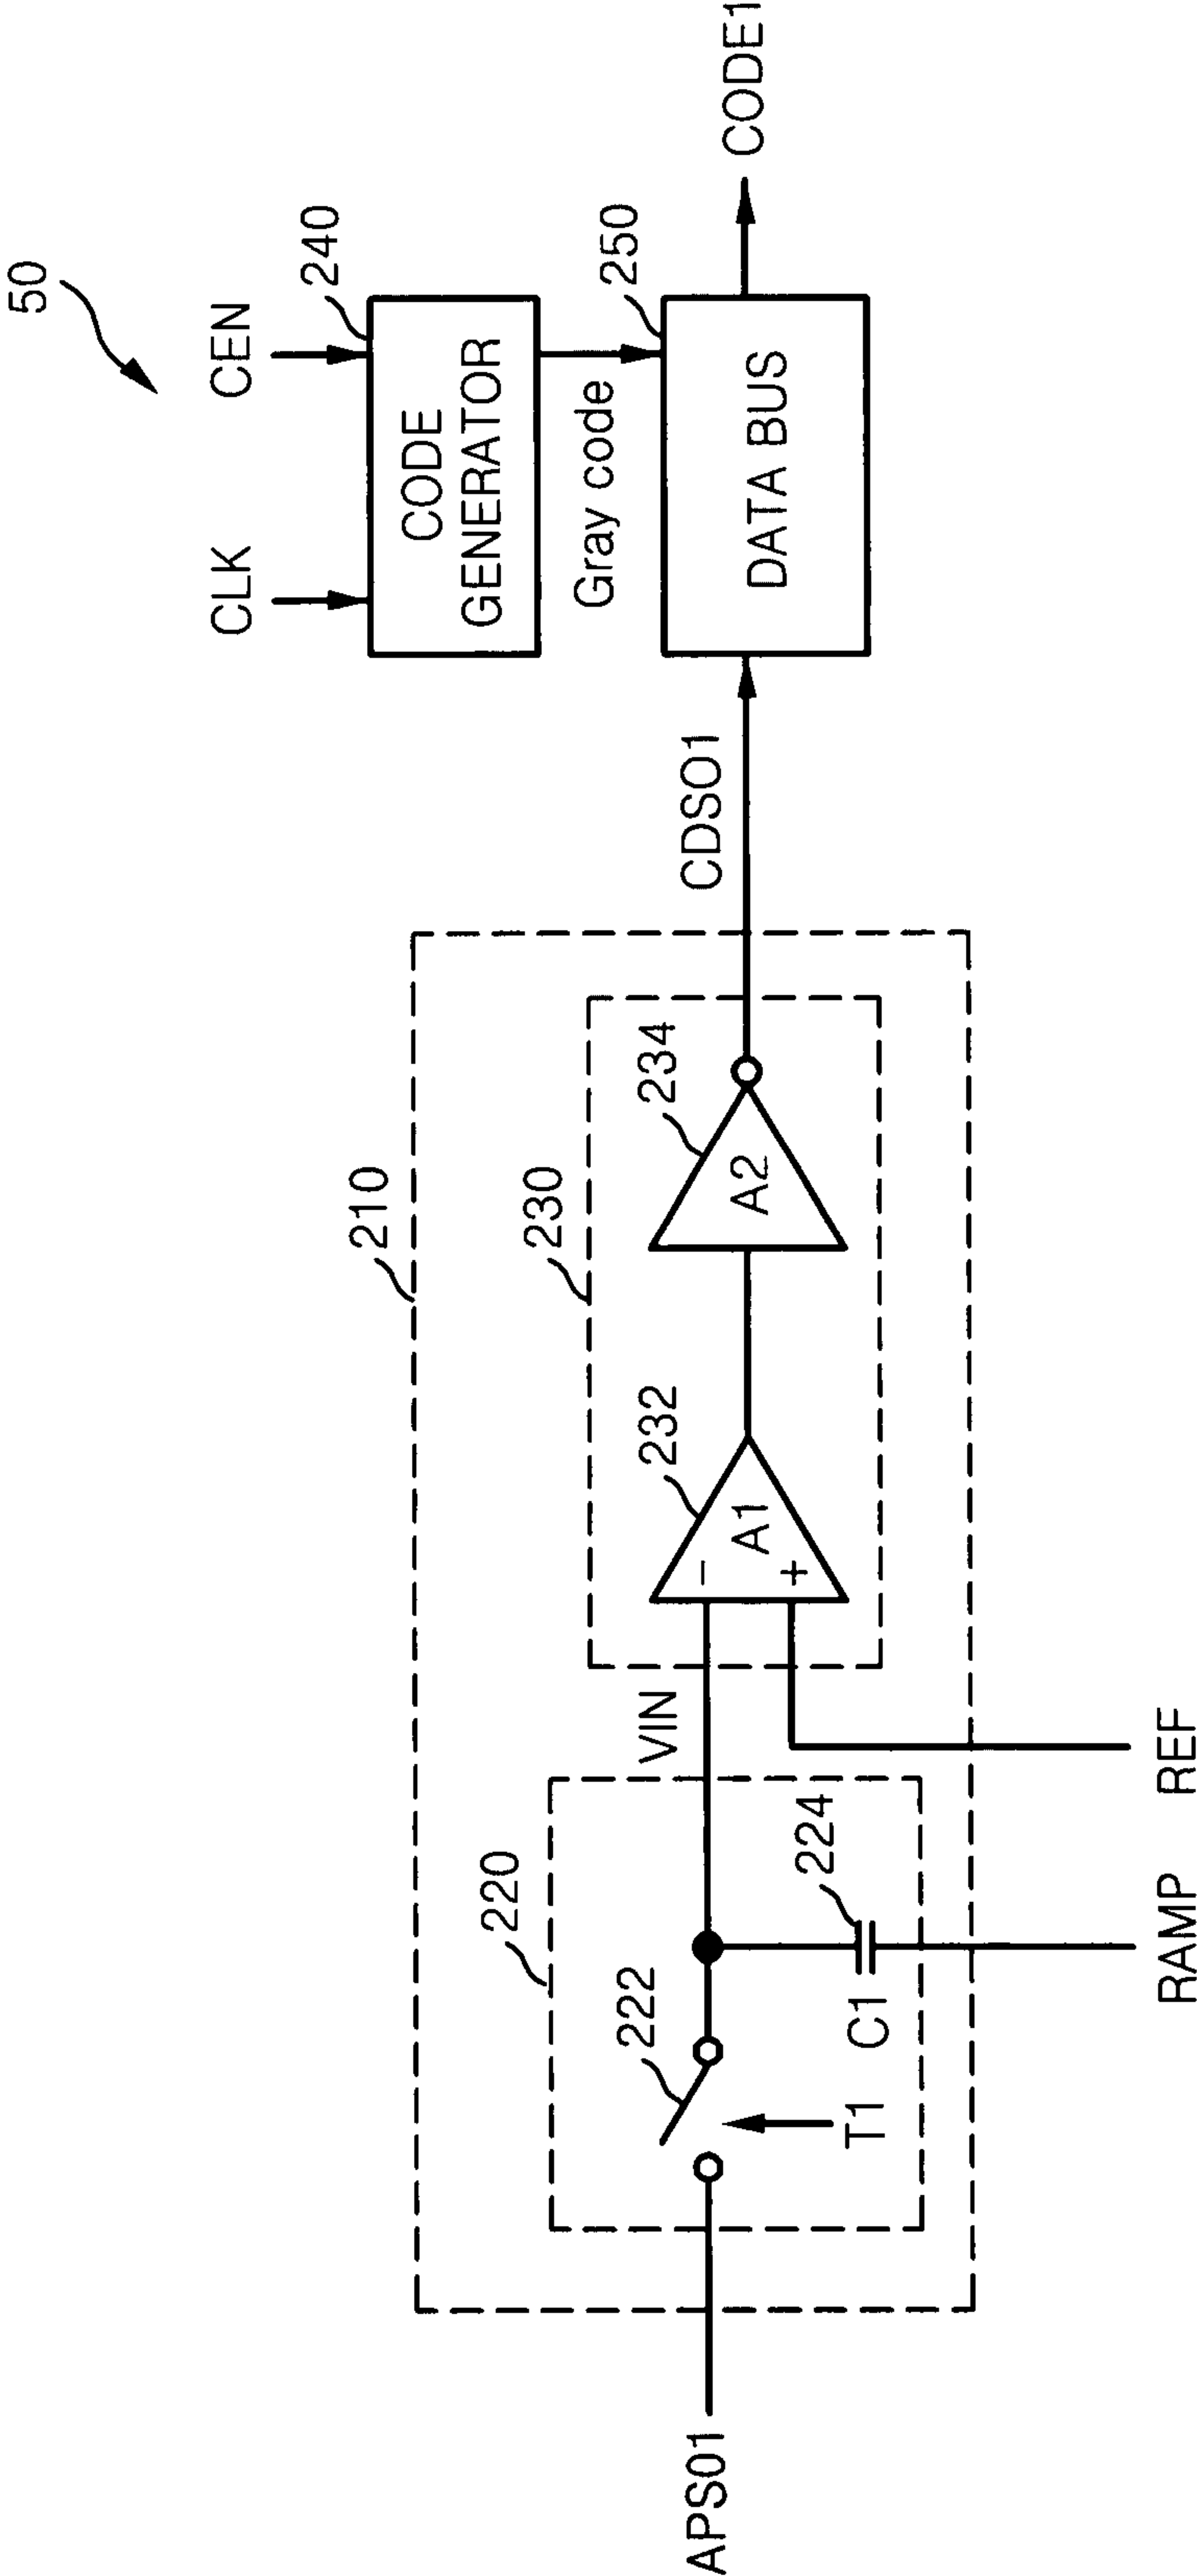 50
CLK
CEN
240
CODE
GENERATOR
Gray code
250
DATA BUS
CODE1
CDSO1
210
230
232
A1
−
+
234
A2
220
VIN
222
T1
224
C1
APSO1
RAMP
REF